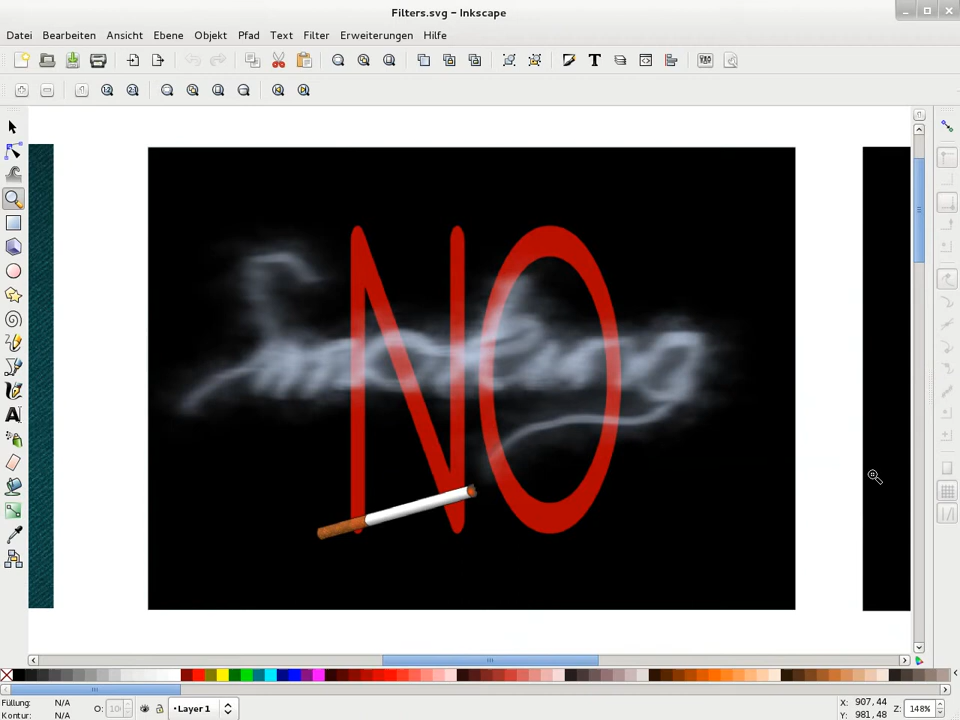 Filters.svg - Inkscape
Datei Bearbeiten Ansicht Ebene Objekt Pfad Text Filter Erweiterungen Hilfe
NO
Smoking
Füllung: N/A
Kontur: N/A
O:
•Layer 1
X: 907,44
Y: 981,48
Z: 148%